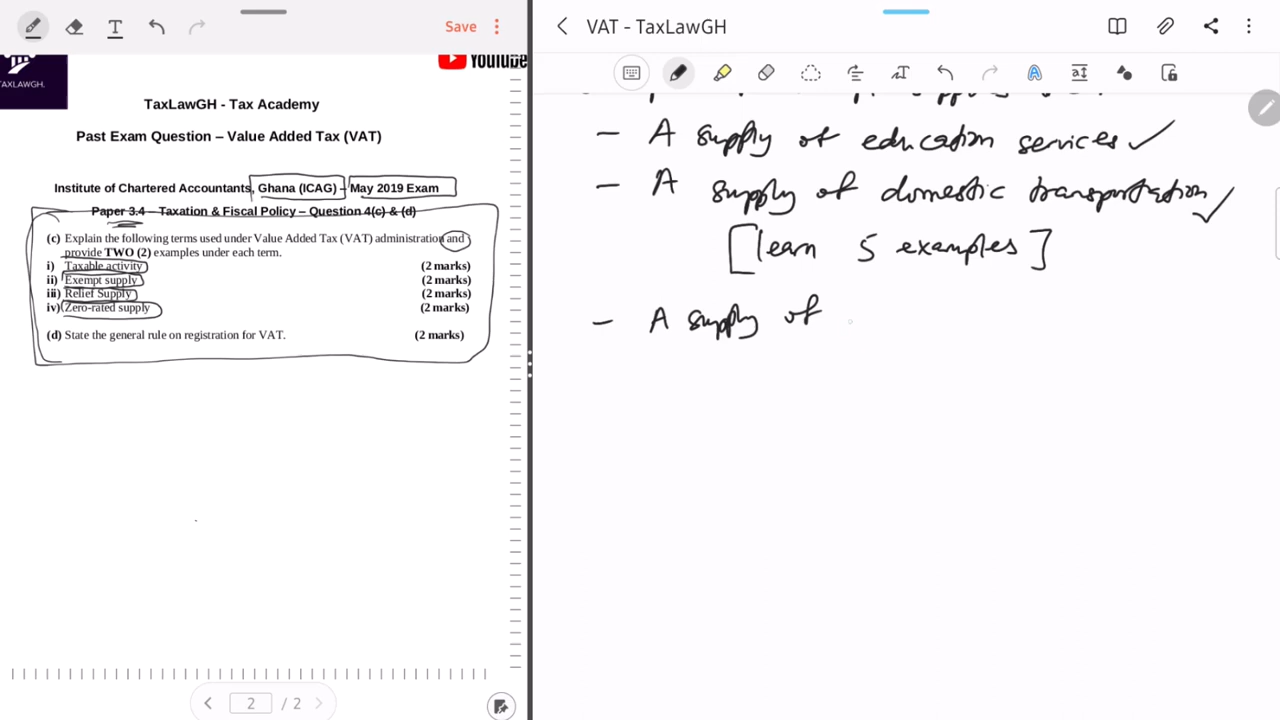 Save
VAT - TaxLawGH
TAXLAWGH.
YouTube
TaxLawGH - Tax Academy
Past Exam Question – Value Added Tax (VAT)
Institute of Chartered Accountants, Ghana (ICAG) – May 2019 Exam
Paper 3.4 – Taxation & Fiscal Policy – Question 4(c) & (d)
(c) Explain the following terms used under Value Added Tax (VAT) administration and
provide TWO (2) examples under each term.
i) Taxable activity (2 marks)
ii) Exempt supply (2 marks)
iii) Relief Supply (2 marks)
iv) Zero-rated supply (2 marks)
(d) State the general rule on registration for VAT. (2 marks)
2 / 2
- A supply of education services ✓
- A supply of domestic transportation ✓
[learn 5 examples]
- A supply of